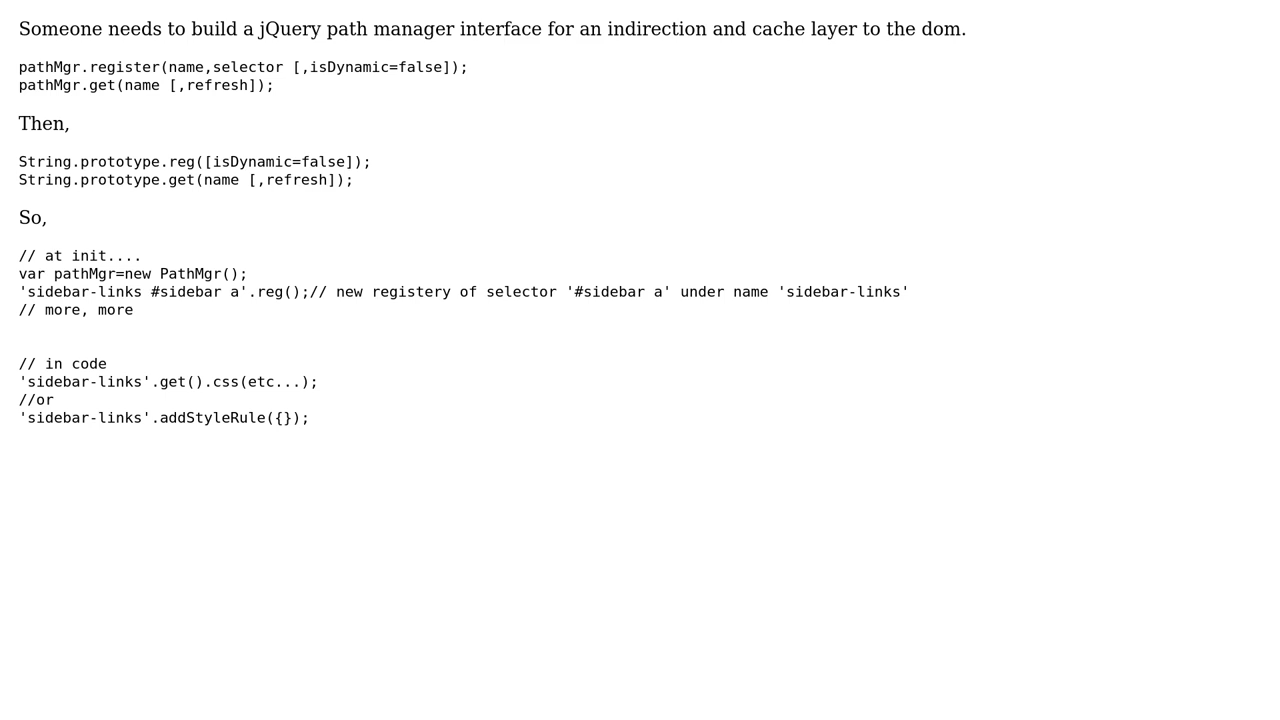 Someone needs to build a jQuery path manager interface for an indirection and cache layer to the dom.
pathMgr.register(name,selector [,isDynamic=false]);
pathMgr.get(name [,refresh]);
Then,
String.prototype.reg([isDynamic=false]);
String.prototype.get(name [,refresh]);
So,
// at init....
var pathMgr=new PathMgr();
'sidebar-links #sidebar a'.reg();// new registery of selector '#sidebar a' under name 'sidebar-links'
// more, more
// in code
'sidebar-links'.get().css(etc...);
//or
'sidebar-links'.addStyleRule({});